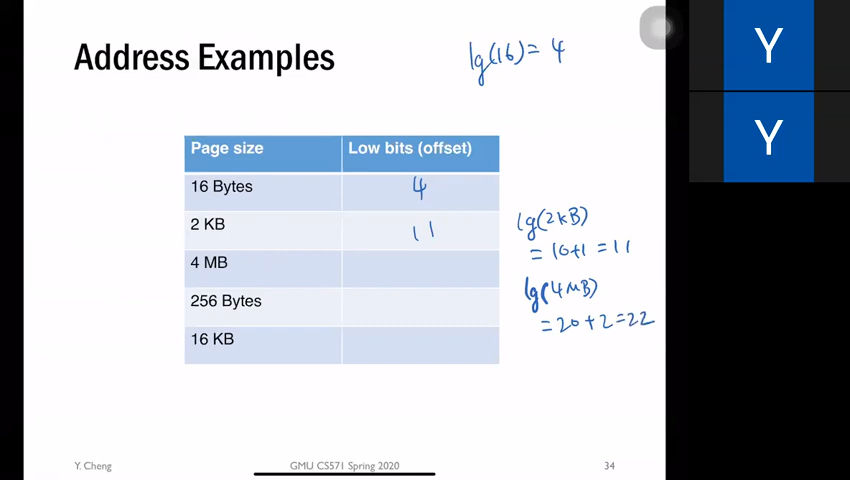 Address Examples
lg(16) = 4
Y
Y
Page size Low bits (offset)
16 Bytes 4
2 KB 11
4 MB
256 Bytes
16 KB
lg(2kB)
= 10+1 = 11
lg(4MB)
= 20 + 2 = 22
Y. Cheng GMU CS571 Spring 2020 34